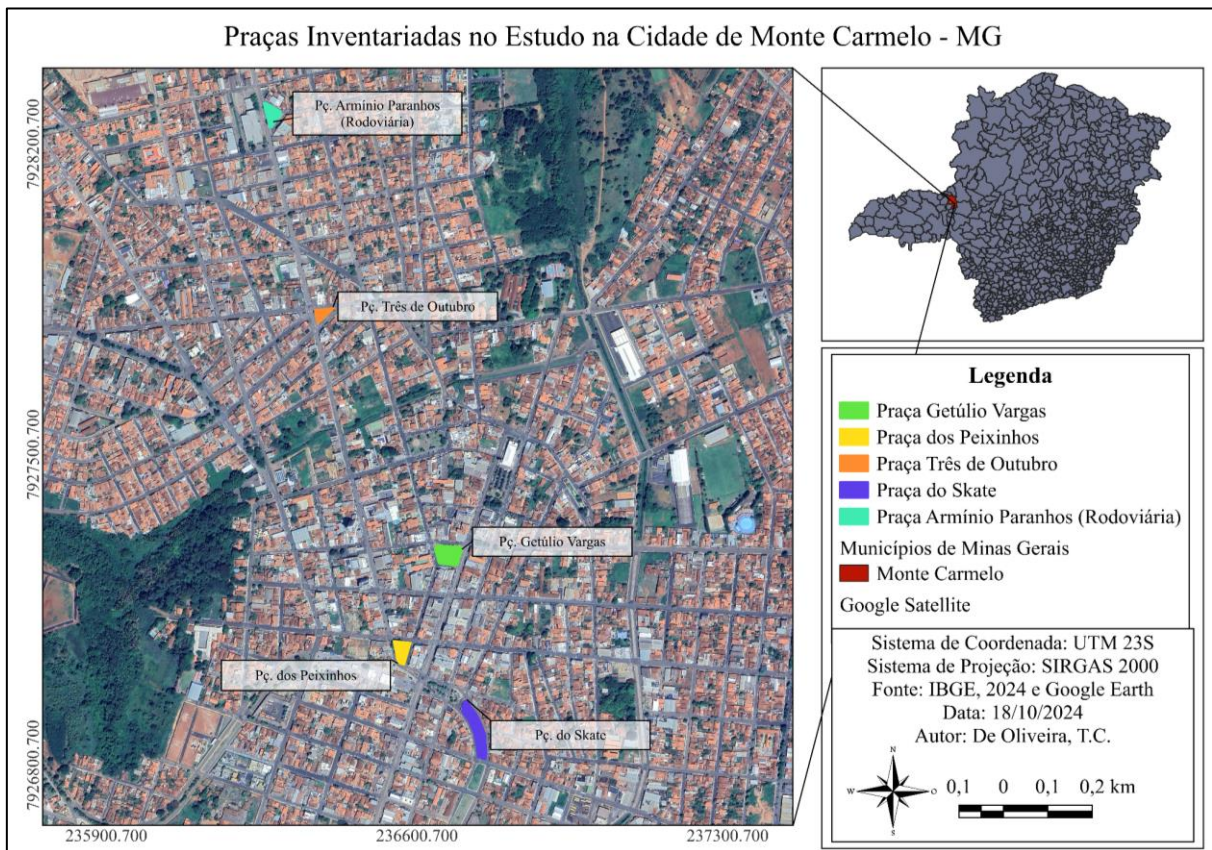 Praças Inventariadas no Estudo na Cidade de Monte Carmelo - MG
Pç. Armínio Paranhos
(Rodoviária)
Pç. Três de Outubro
Pç. Getúlio Vargas
Pç. dos Peixinhos
Pç. do Skate
7928200.700
7927500.700
7926800.700
235900.700
236600.700
237300.700
Legenda
Praça Getúlio Vargas
Praça dos Peixinhos
Praça Três de Outubro
Praça do Skate
Praça Armínio Paranhos (Rodoviária)
Municípios de Minas Gerais
Monte Carmelo
Google Satellite
Sistema de Coordenada: UTM 23S
Sistema de Projeção: SIRGAS 2000
Fonte: IBGE, 2024 e Google Earth
Data: 18/10/2024
Autor: De Oliveira, T.C.
N
W
O
S
0,1 0 0,1 0,2 km